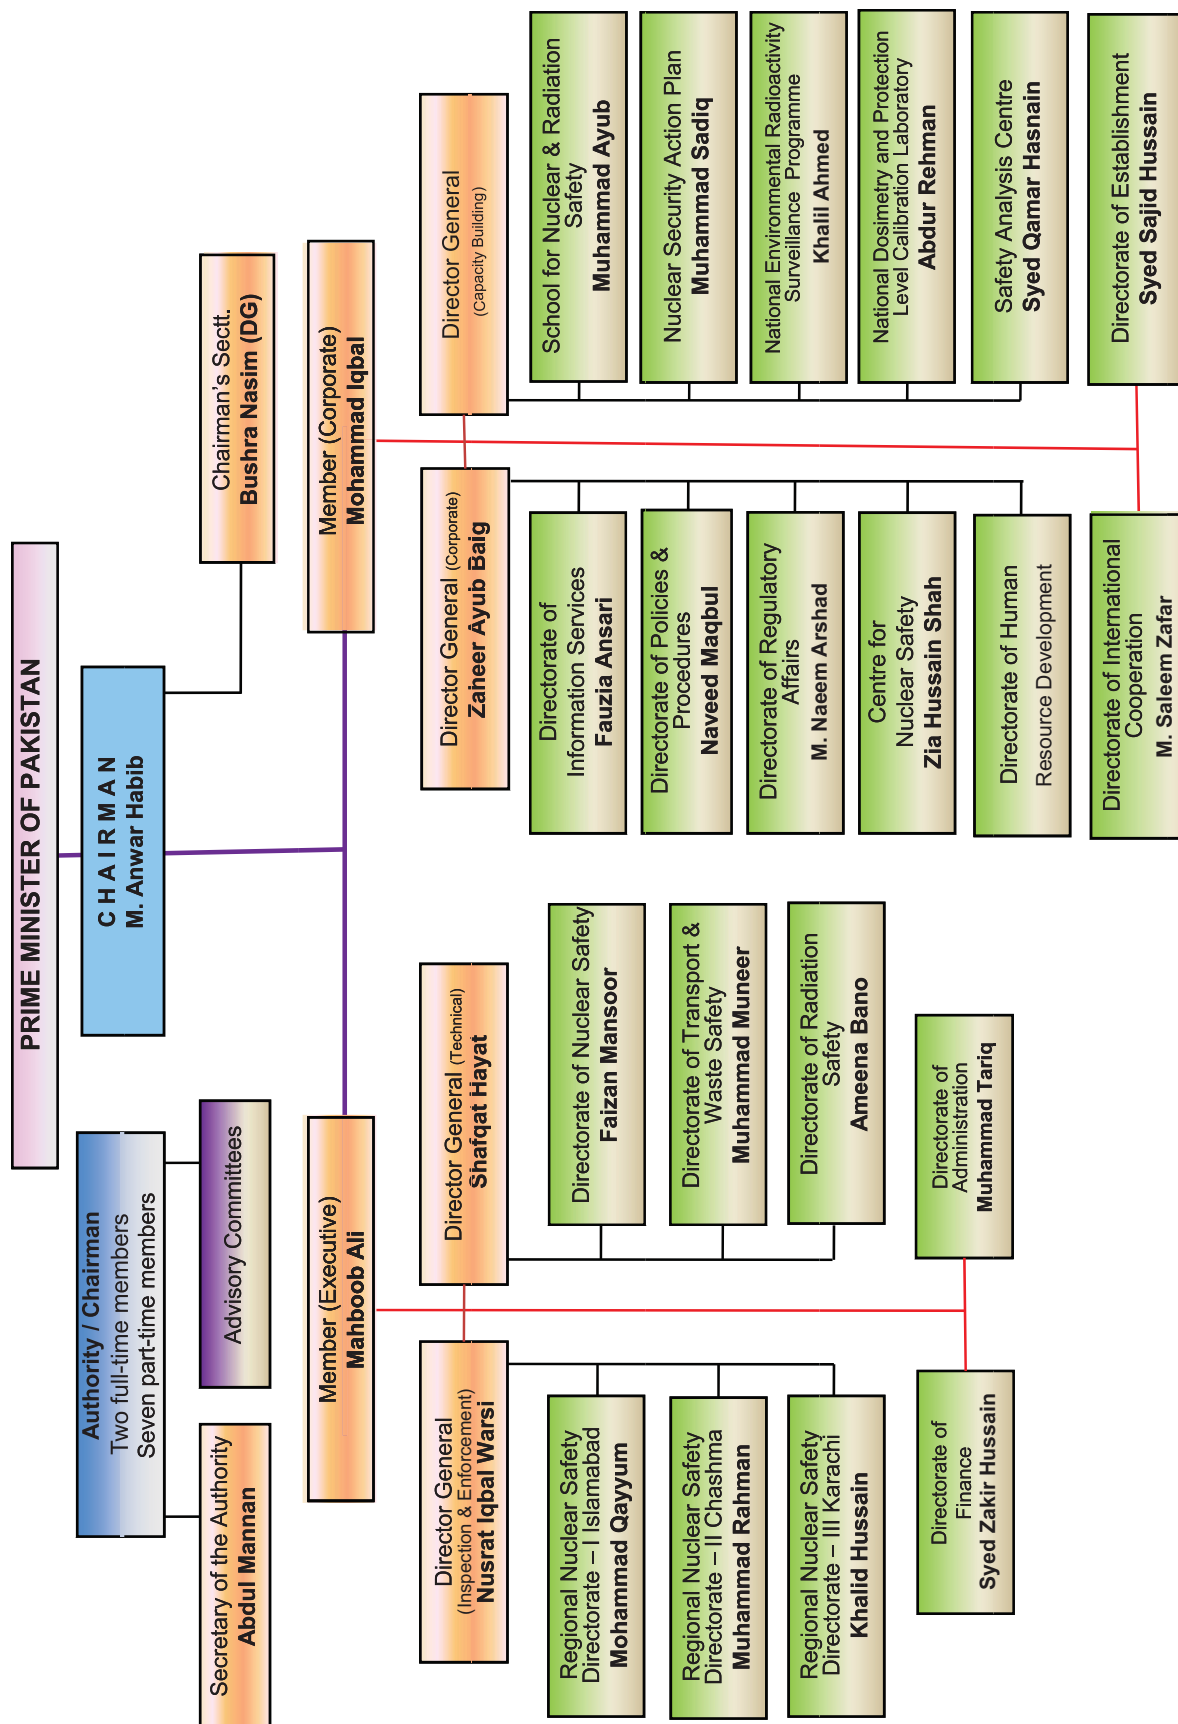 PRIME MINISTER OF PAKISTAN
C H A I R M A N
M. Anwar Habib
Authority / Chairman
Two full-time members
Seven part-time members
Secretary of the Authority
Abdul Mannan
Advisory Committees
Chairman's Sectt.
Bushra Nasim (DG)
Member (Executive)
Mahboob Ali
Member (Corporate)
Mohammad Iqbal
Director General
(Inspection & Enforcement)
Nusrat Iqbal Warsi
Director General (Technical)
Shafqat Hayat
Director General (Corporate)
Zaheer Ayub Baig
Director General
(Capacity Building)
Regional Nuclear Safety
Directorate – I Islamabad
Mohammad Qayyum
Regional Nuclear Safety
Directorate – II Chashma
Muhammad Rahman
Regional Nuclear Safety
Directorate – III Karachi
Khalid Hussain
Directorate of
Finance
Syed Zakir Hussain
Directorate of Nuclear Safety
Faizan Mansoor
Directorate of Transport &
Waste Safety
Muhammad Muneer
Directorate of Radiation
Safety
Ameena Bano
Directorate of
Administration
Muhammad Tariq
Directorate of
Information Services
Fauzia Ansari
Directorate of Policies &
Procedures
Naveed Maqbul
Directorate of Regulatory
Affairs
M. Naeem Arshad
Centre for
Nuclear Safety
Zia Hussain Shah
Directorate of Human
Resource Development
Directorate of International
Cooperation
M. Saleem Zafar
School for Nuclear & Radiation
Safety
Muhammad Ayub
Nuclear Security Action Plan
Muhammad Sadiq
National Environmental Radioactivity
Surveillance Programme
Khalil Ahmed
National Dosimetry and Protection
Level Calibration Laboratory
Abdur Rehman
Safety Analysis Centre
Syed Qamar Hasnain
Directorate of Establishment
Syed Sajid Hussain